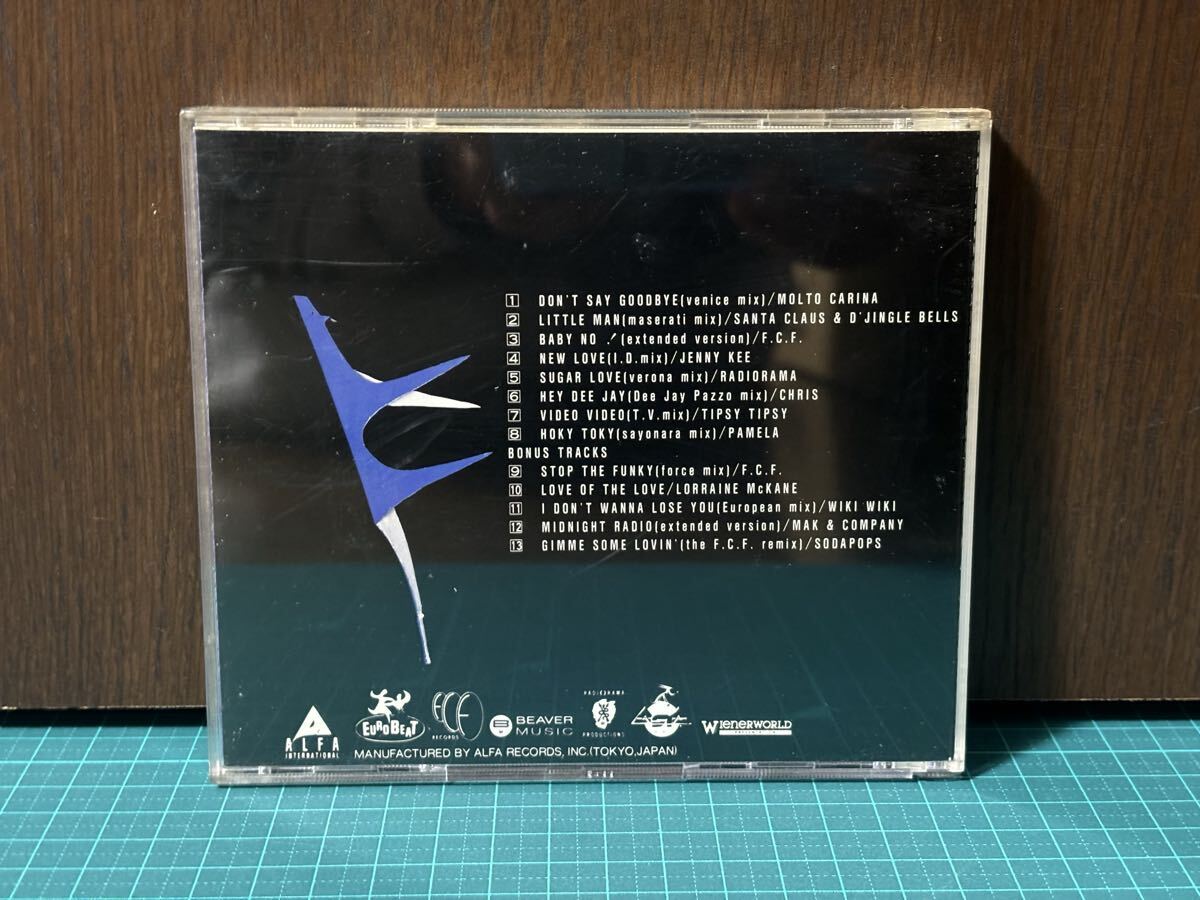 1 DON'T SAY GOODBYE(venice mix)/MOLTO CARINA
2 LITTLE MAN(maserati mix)/SANTA CLAUS & D'JINGLE BELLS
3 BABY NO !(extended version)/F.C.F.
4 NEW LOVE(I.D.mix)/JENNY KEE
5 SUGAR LOVE(verona mix)/RADIORAMA
6 HEY DEE JAY(Dee Jay Pazzo mix)/CHRIS
7 VIDEO VIDEO(T.V.mix)/TIPSY TIPSY
8 HOKY TOKY(sayonara mix)/PAMELA
BONUS TRACKS
9 STOP THE FUNKY(force mix)/F.C.F.
10 LOVE OF THE LOVE/LORRAINE McKANE
11 I DON'T WANNA LOSE YOU(European mix)/WIKI WIKI
12 MIDNIGHT RADIO(extended version)/MAK & COMPANY
13 GIMME SOME LOVIN'(the F.C.F. remix)/SODAPOPS
ALFA
INTERNATIONAL
EUROBEAT
FCF
RECORDS
BEAVER
MUSIC
RADIORAMA
PRODUCTIONS
WIENERWORLD
MANUFACTURED BY ALFA RECORDS, INC.(TOKYO,JAPAN)